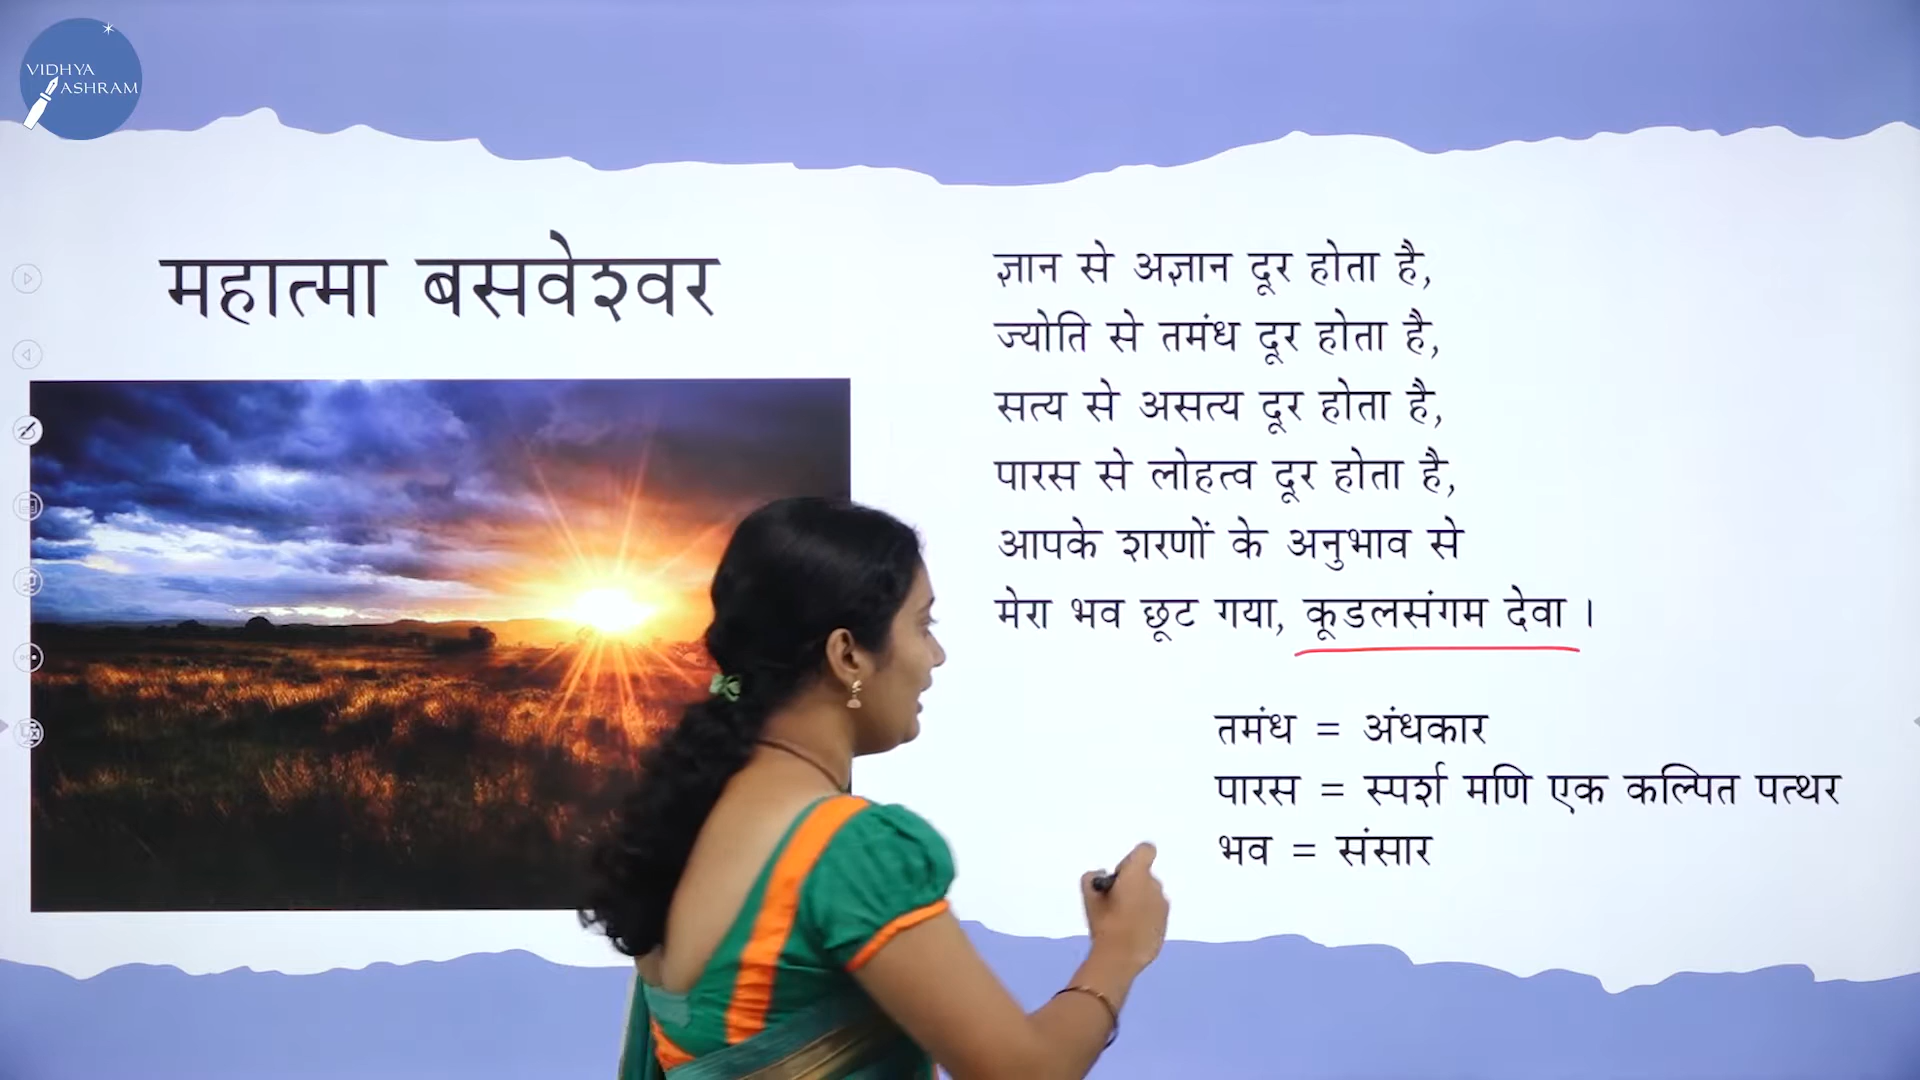 VIDHYA
ASHRAM
महात्मा बसवेश्वर
ज्ञान से अज्ञान दूर होता है,
ज्योति से तमंध दूर होता है,
सत्य से असत्य दूर होता है,
पारस से लोहत्व दूर होता है,
आपके शरणों के अनुभाव से
मेरा भव छूट गया, कूडलसंगम देवा ।
तमंध = अंधकार
पारस = स्पर्श मणि एक कल्पित पत्थर
भव = संसार